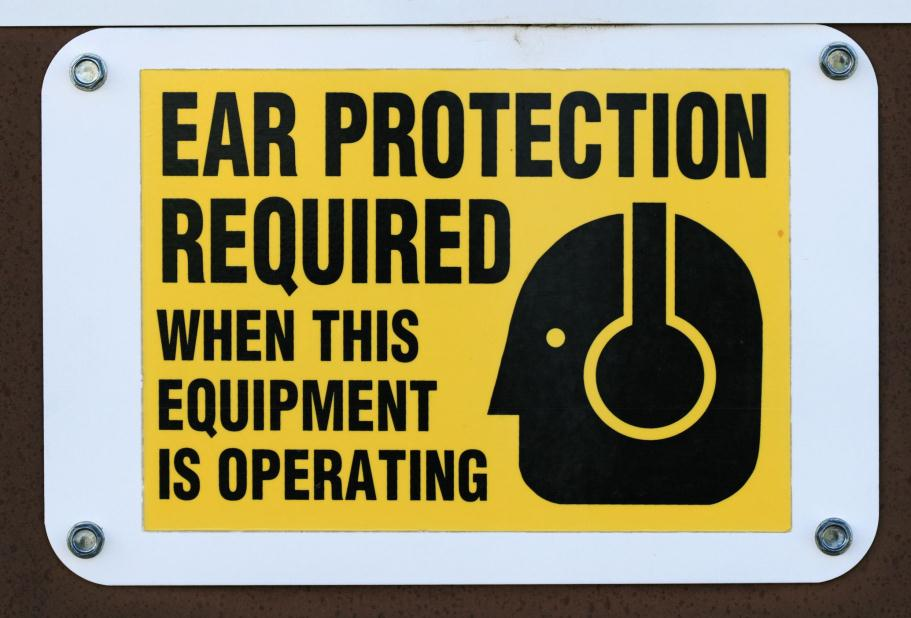 EAR PROTECTION
REQUIRED
WHEN THIS
EQUIPMENT
IS OPERATING